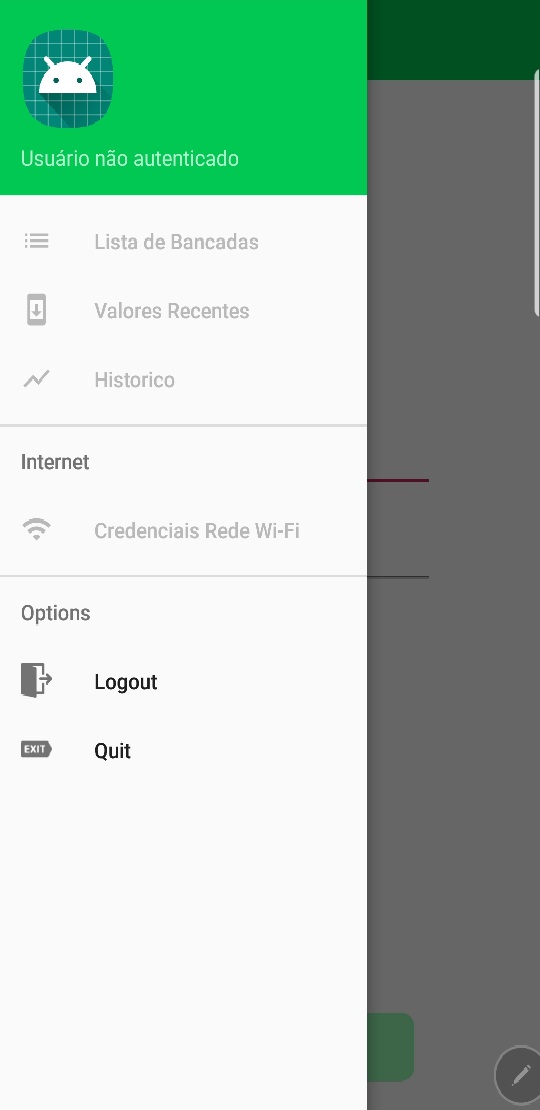 Usuário não autenticado
Lista de Bancadas
Valores Recentes
Historico
Internet
Credenciais Rede Wi-Fi
Options
Logout
EXIT
Quit